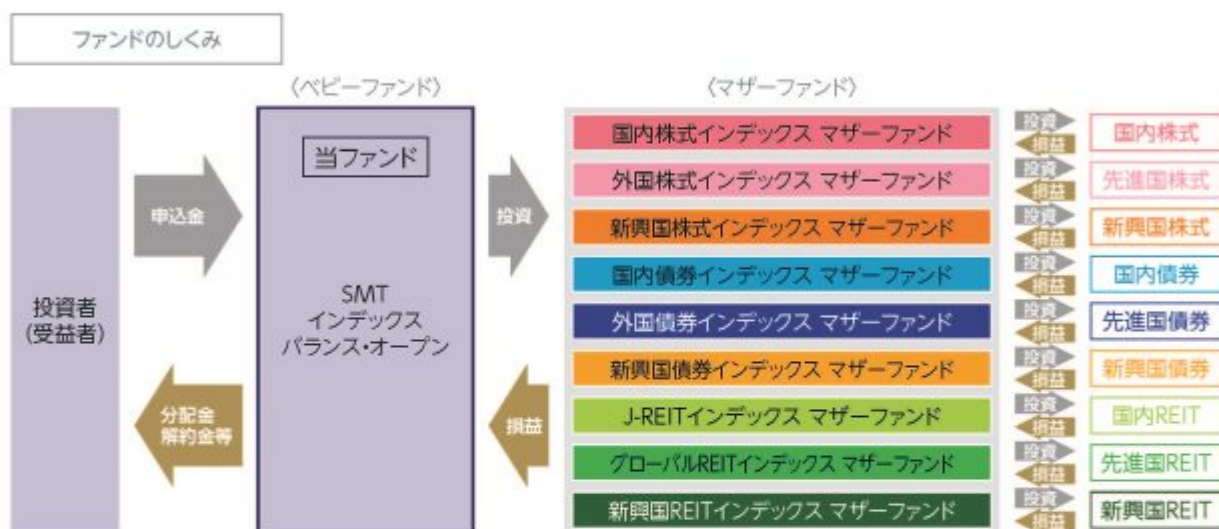 ファンドのしくみ
〈ベビーファンド〉
〈マザーファンド〉
投資者
(受益者)
申込金
分配金
解約金等
当ファンド
SMT
インデックス
バランス・オープン
投資
損益
国内株式インデックス マザーファンド
投資
損益
国内株式
外国株式インデックス マザーファンド
投資
損益
先進国株式
新興国株式インデックス マザーファンド
投資
損益
新興国株式
国内債券インデックス マザーファンド
投資
損益
国内債券
外国債券インデックス マザーファンド
投資
損益
先進国債券
新興国債券インデックス マザーファンド
投資
損益
新興国債券
J-REITインデックス マザーファンド
投資
損益
国内REIT
グローバルREITインデックス マザーファンド
投資
損益
先進国REIT
新興国REITインデックス マザーファンド
投資
損益
新興国REIT